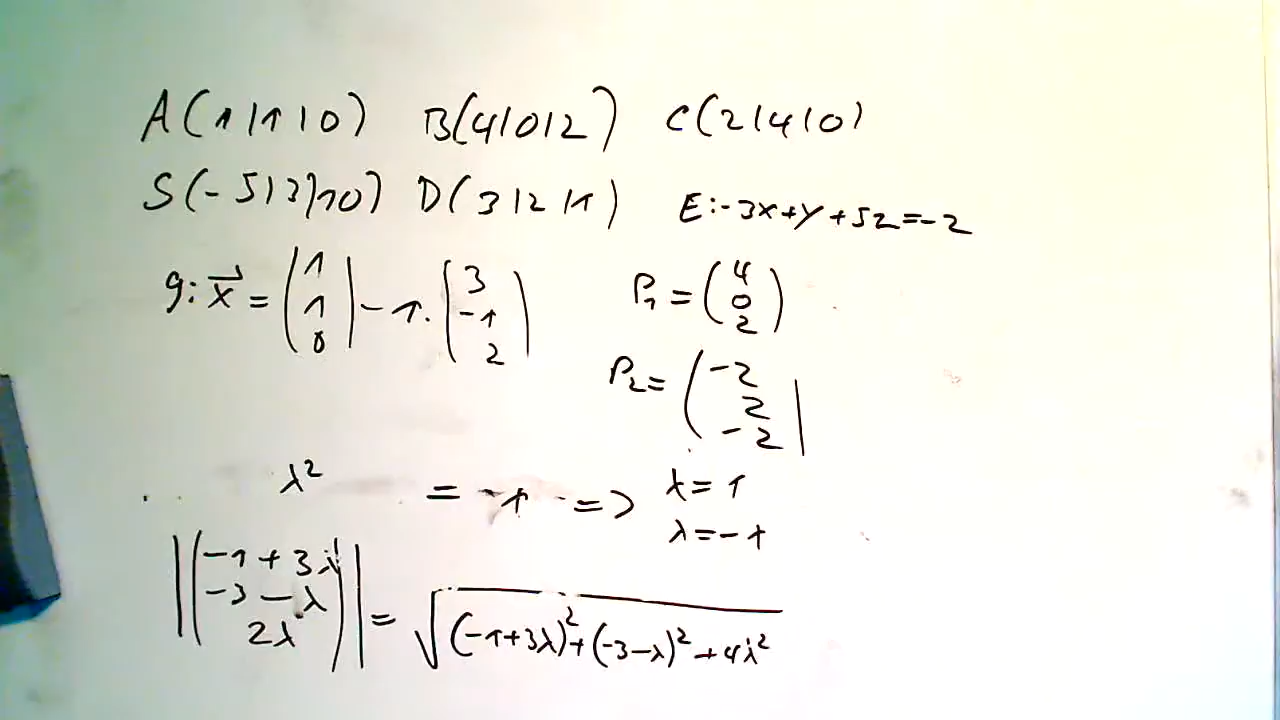 A(1|1|0) B(4|0|2) C(2|4|0)
S(-5|3|10) D(3|2|1) E:-3x+y+5z=-2
g: x⃗ = (1 1 0) - 1 · (3 -1 2) P₁ = (4 0 2)
P₂ = (-2 2 -2)
λ² = -1 => λ = 1
λ = -1
|(-1+3λ -3-λ 2λ)| = √((-1+3λ)²+(-3-λ)²+4λ²)